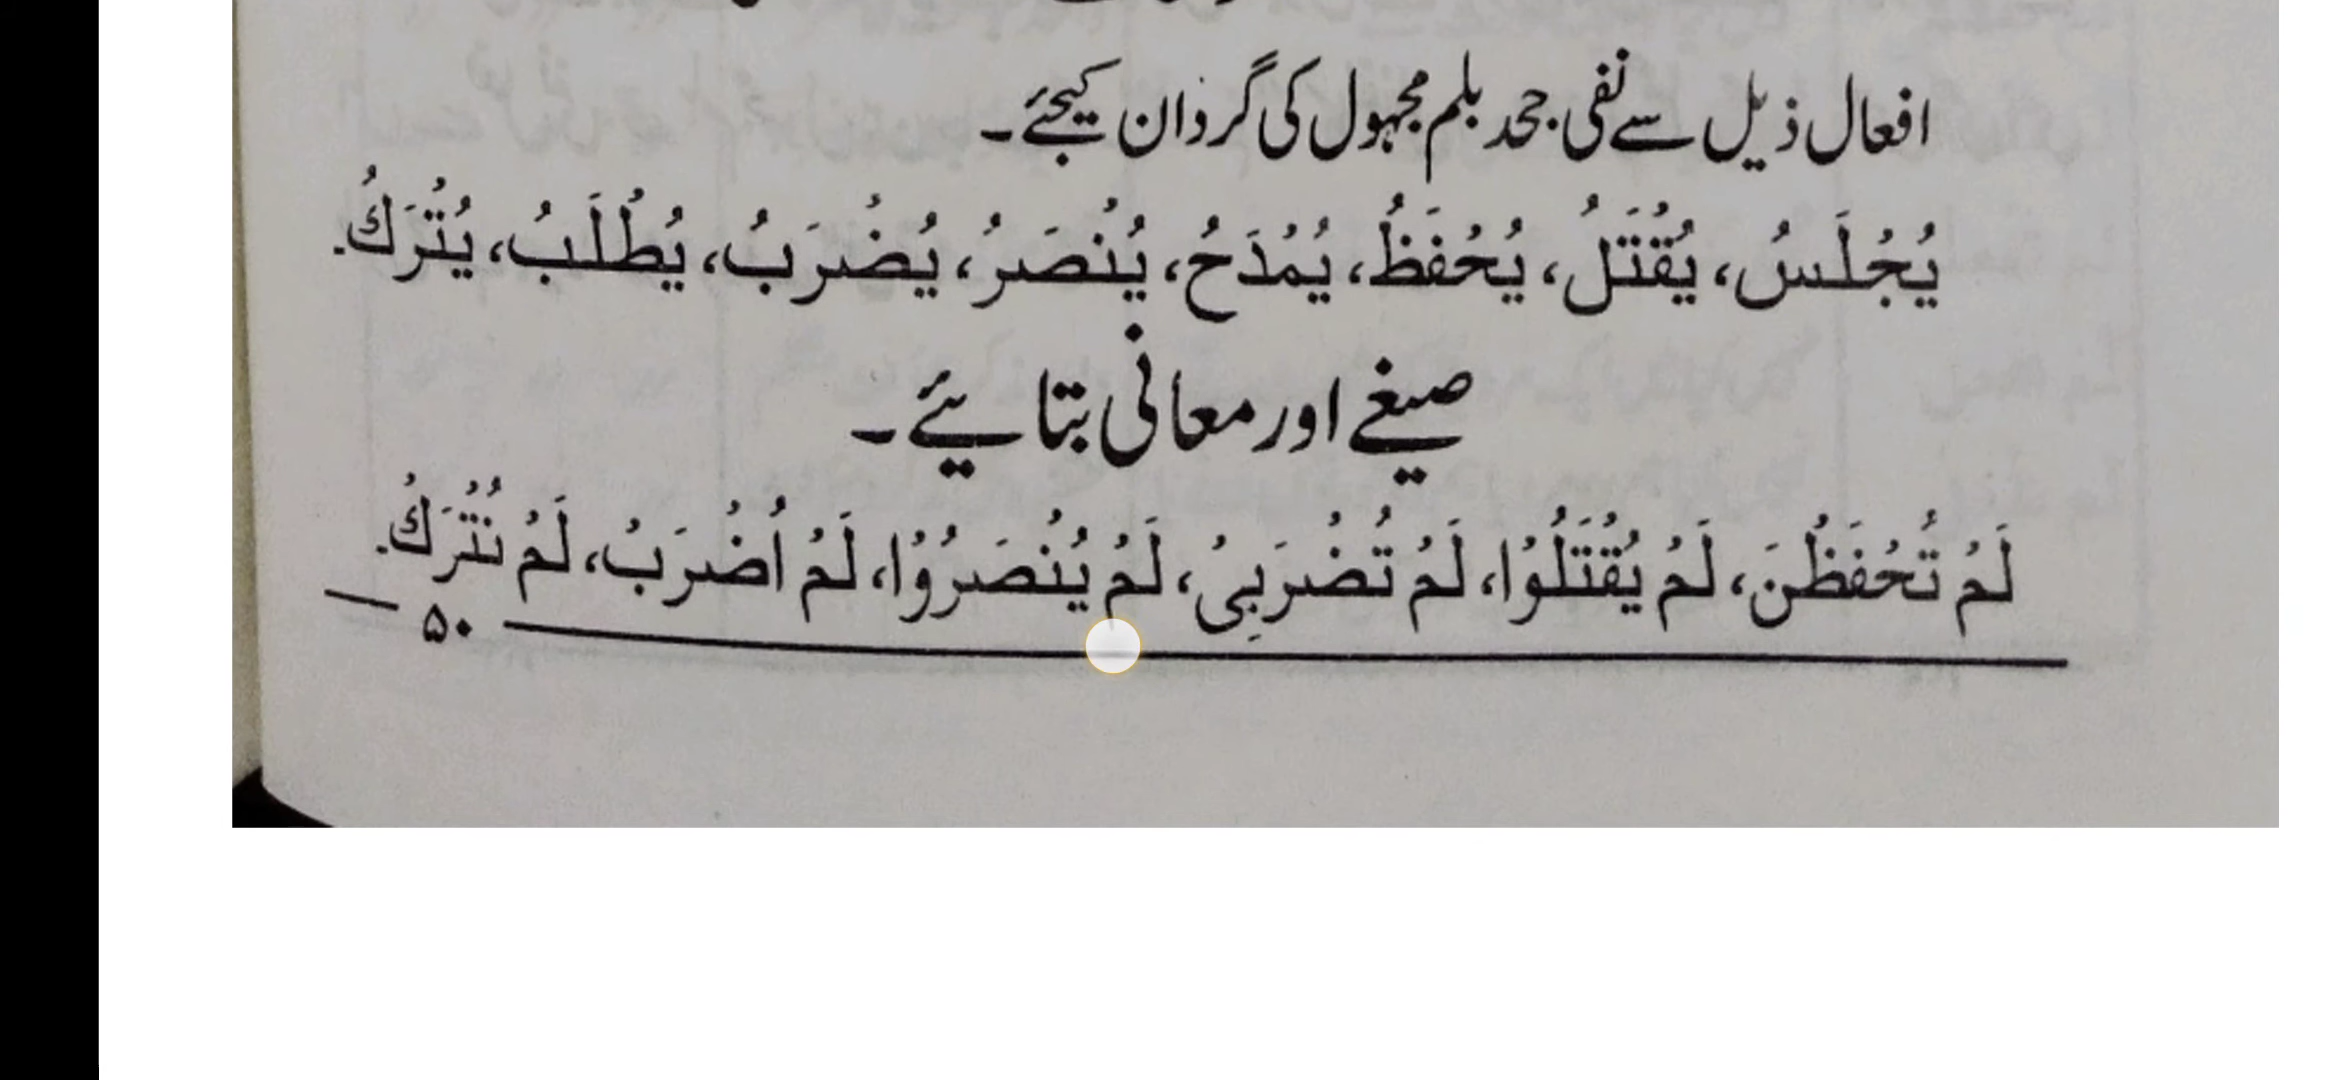 افعال ذیل سے نفی جحد بلم مجہول کی گردان کیجئے۔
یُجْلَسُ، یُقْتَلُ، یُحْفَظُ، یُمْدَحُ، یُنْصَرُ، یُضْرَبُ، یُطْلَبُ، یُتْرَكُ.
صیغے اور معانی بتائیے۔
لَمْ تُحْفَظْنَ، لَمْ یُقْتَلُوْا، لَمْ تُضْرَبِیْ، لَمْ یُنْصَرُوْا، لَمْ اُضْرَبْ، لَمْ نُتْرَكْ.
۵۰